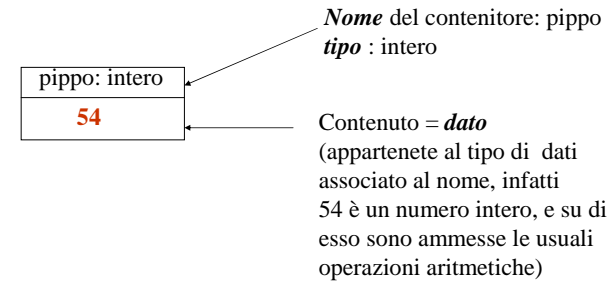 Nome del contenitore: pippo
tipo : intero
pippo: intero
54
Contenuto = dato
(appartenete al tipo di dati
associato al nome, infatti
54 è un numero intero, e su di
esso sono ammesse le usuali
operazioni aritmetiche)